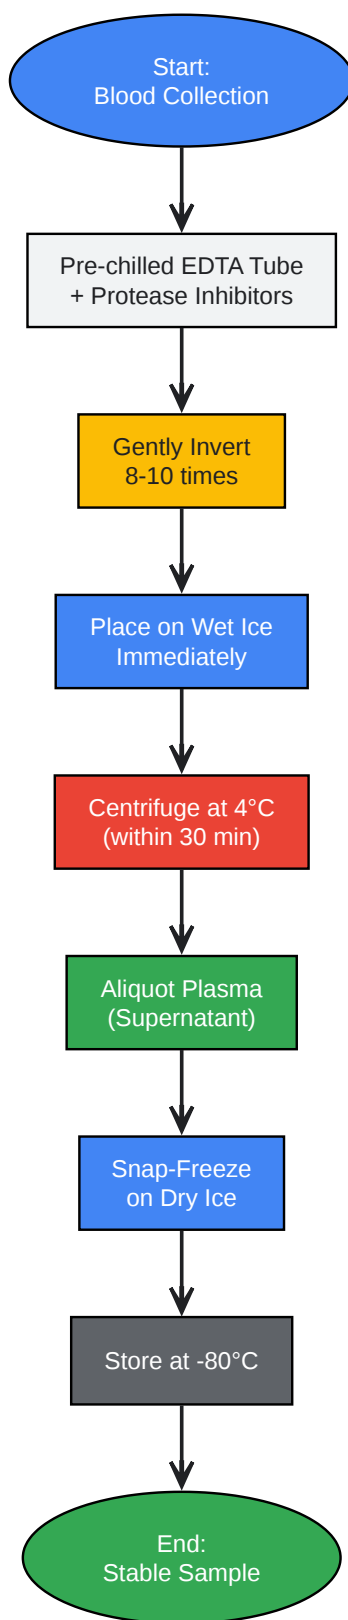 Start:
Blood Collection
Pre-chilled EDTA Tube
+ Protease Inhibitors
Gently Invert
8-10 times
Place on Wet Ice
Immediately
Centrifuge at 4°C
(within 30 min)
Aliquot Plasma
(Supernatant)
Snap-Freeze
on Dry Ice
Store at -80°C
End:
Stable Sample